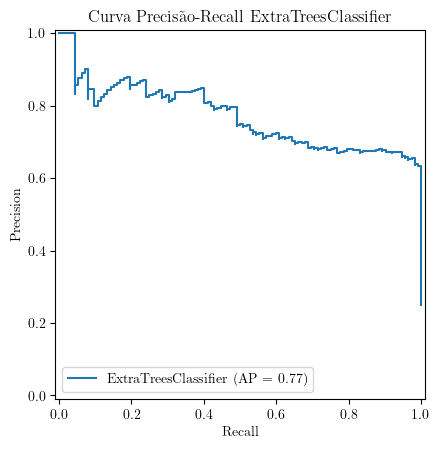 Curva Precisão-Recall ExtraTreesClassifier
1.0
0.8
0.6
0.4
0.2
0.0
Precision
ExtraTreesClassifier (AP = 0.77)
0.0 0.2 0.4 0.6 0.8 1.0
Recall